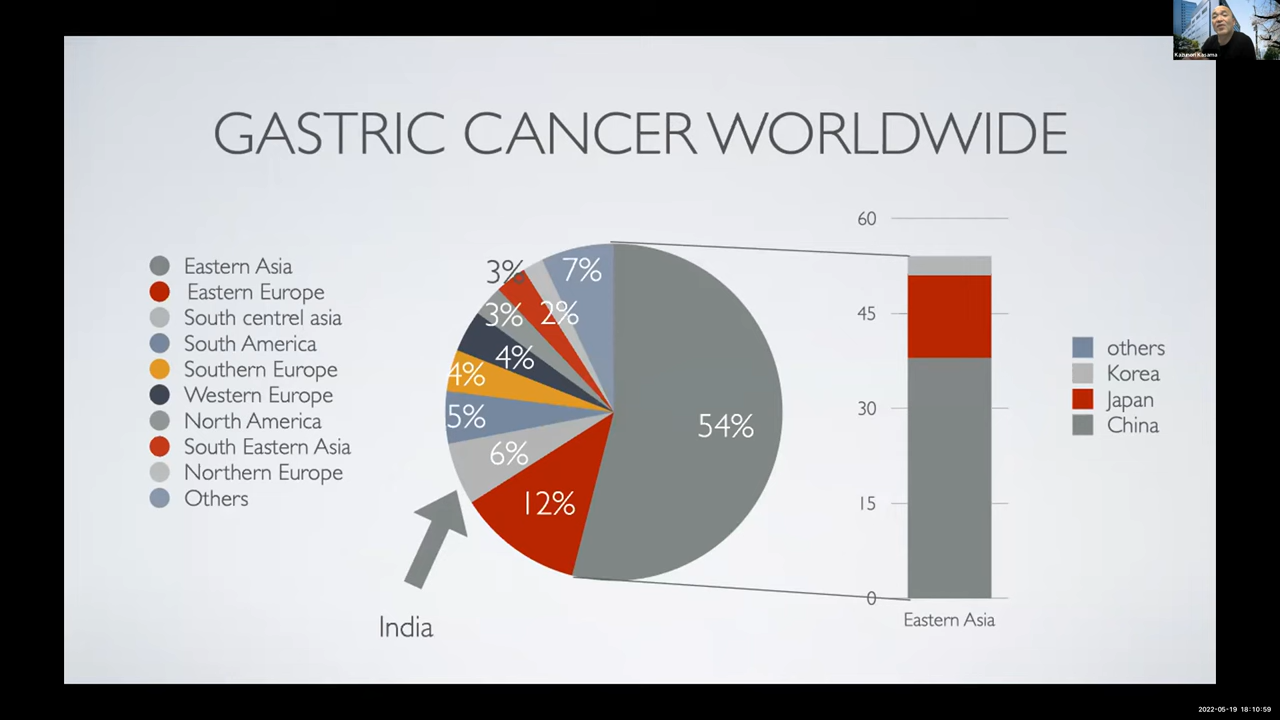 Kazunori Kasama
GASTRIC CANCER WORLDWIDE
Eastern Asia
Eastern Europe
South centrel asia
South America
Southern Europe
Western Europe
North America
South Eastern Asia
Northern Europe
Others
3%
7%
3%
2%
4%
4%
5%
6%
12%
54%
India
60
45
30
15
0
Eastern Asia
others
Korea
Japan
China
2022-05-19 18:10:59